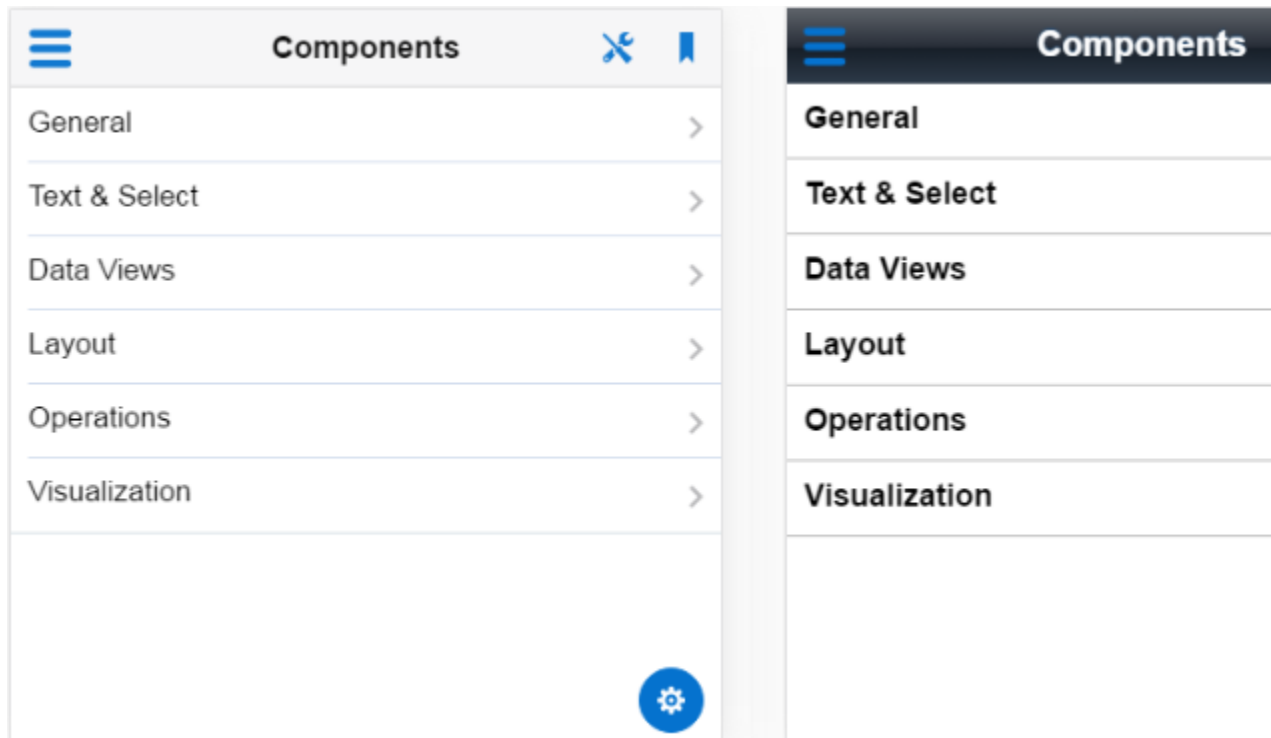 Components
General
Text & Select
Data Views
Layout
Operations
Visualization
Components
General
Text & Select
Data Views
Layout
Operations
Visualization